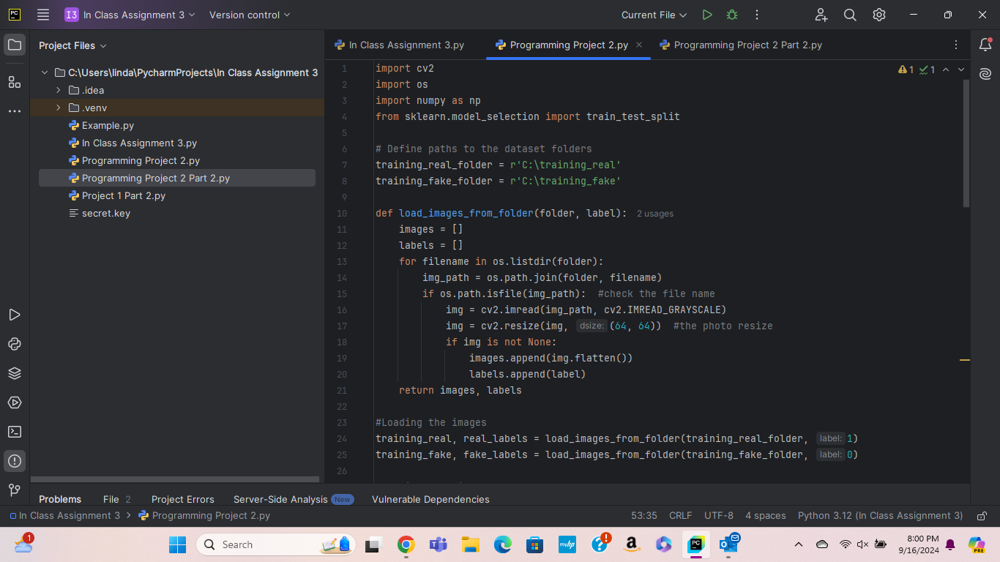 PC
I3 In Class Assignment 3
Version control
Current File
Project Files
C:\Users\linda\PycharmProjects\In Class Assignment 3
.idea
.venv
Example.py
In Class Assignment 3.py
Programming Project 2.py
Programming Project 2 Part 2.py
Project 1 Part 2.py
secret.key
In Class Assignment 3.py
Programming Project 2.py
Programming Project 2 Part 2.py
1 1
1 import cv2
2 import os
3 import numpy as np
4 from sklearn.model_selection import train_test_split
5
6 # Define paths to the dataset folders
7 training_real_folder = r'C:\training_real'
8 training_fake_folder = r'C:\training_fake'
9
10 def load_images_from_folder(folder, label): 2 usages
11 images = []
12 labels = []
13 for filename in os.listdir(folder):
14 img_path = os.path.join(folder, filename)
15 if os.path.isfile(img_path): #check the file name
16 img = cv2.imread(img_path, cv2.IMREAD_GRAYSCALE)
17 img = cv2.resize(img, dsize: (64, 64)) #the photo resize
18 if img is not None:
19 images.append(img.flatten())
20 labels.append(label)
21 return images, labels
22
23 #Loading the images
24 training_real, real_labels = load_images_from_folder(training_real_folder, label: 1)
25 training_fake, fake_labels = load_images_from_folder(training_fake_folder, label: 0)
26
Problems File 2 Project Errors Server-Side Analysis New Vulnerable Dependencies
In Class Assignment 3 Programming Project 2.py
53:35 CRLF UTF-8 4 spaces Python 3.12 (In Class Assignment 3)
1
Search
myhp
PC
8:00 PM
9/16/2024
PRE